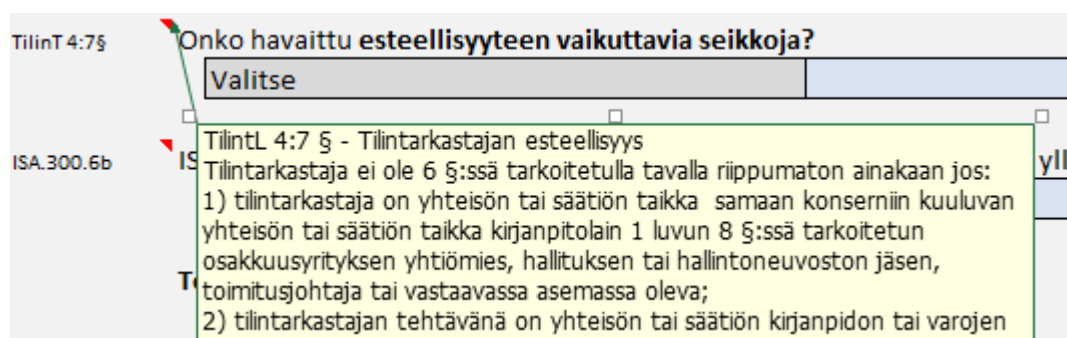 TilinT 4:7§ Onko havaittu esteellisyyteen vaikuttavia seikkoja?
Valitse
TilintL 4:7 § - Tilintarkastajan esteellisyys
ISA.300.6b
Tilintarkastaja ei ole 6 §:ssä tarkoitetulla tavalla riippumaton ainakaan jos:
1) tilintarkastaja on yhteisön tai säätiön taikka samaan konserniin kuuluvan
yhteisön tai säätiön taikka kirjanpitolain 1 luvun 8 §:ssä tarkoitetun
osakkuusyrityksen yhtiömies, hallituksen tai hallintoneuvoston jäsen,
toimitusjohtaja tai vastaavassa asemassa oleva;
2) tilintarkastajan tehtävänä on yhteisön tai säätiön kirjanpidon tai varojen